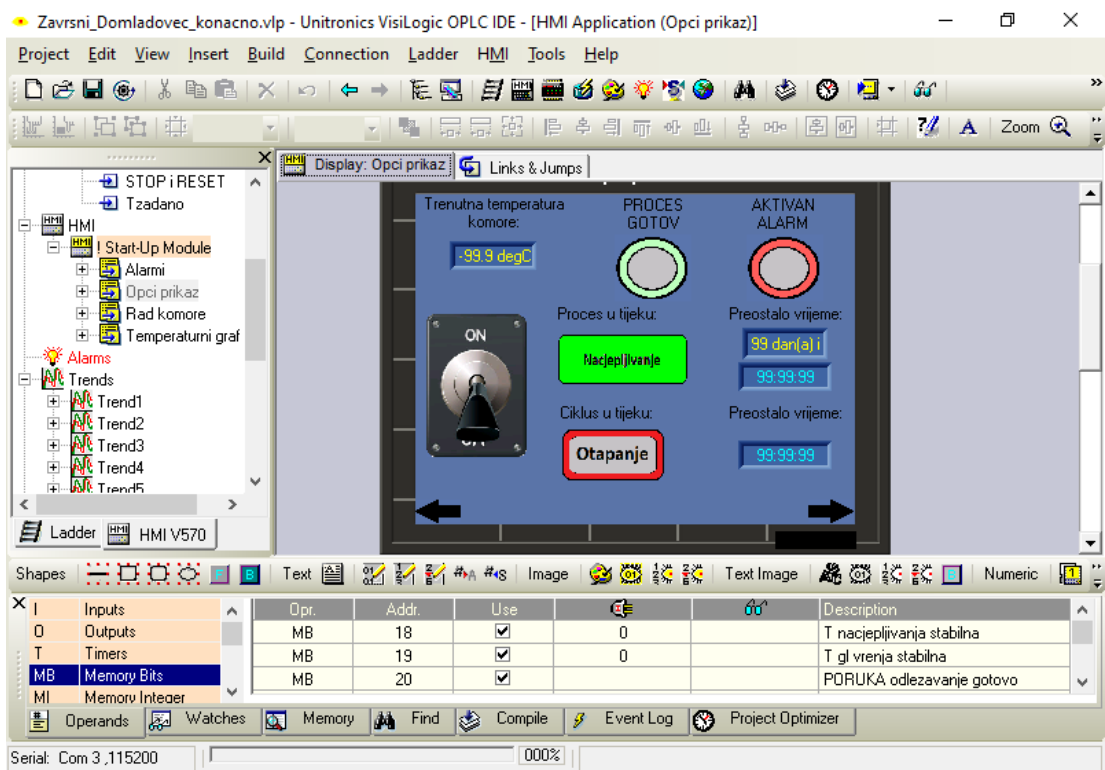 Zavrsni_Domladovec_konacno.vlp - Unitronics VisiLogic OPLC IDE - [HMI Application (Opci prikaz)]
Project Edit View Insert Build Connection Ladder HMI Tools Help
Zoom
STOP i RESET
Tzadano
HMI
! Start-Up Module
Alarmi
Opci prikaz
Rad komore
Temperaturni graf
Alarms
Trends
Trend1
Trend2
Trend3
Trend4
Trend5
Ladder HMI V570
Display: Opci prikaz Links & Jumps
Trenutna temperatura komore:
-99.9 degC
PROCES GOTOV
AKTIVAN ALARM
ON
Proces u tijeku:
Nacjepljivanje
Preostalo vrijeme:
99 dan(a) i
99:99:99
Ciklus u tijeku:
Otapanje
Preostalo vrijeme:
99:99:99
Shapes Text Image Text Image Numeric
I Inputs
O Outputs
T Timers
MB Memory Bits
MI Memory Integer
Opr. Addr. Use Description
MB 18 0 T nacjepljivanja stabilna
MB 19 0 T gl vrenja stabilna
MB 20 PORUKA odlezavanje gotovo
Operands Watches Memory Find Compile Event Log Project Optimizer
Serial: Com 3 ,115200 000%